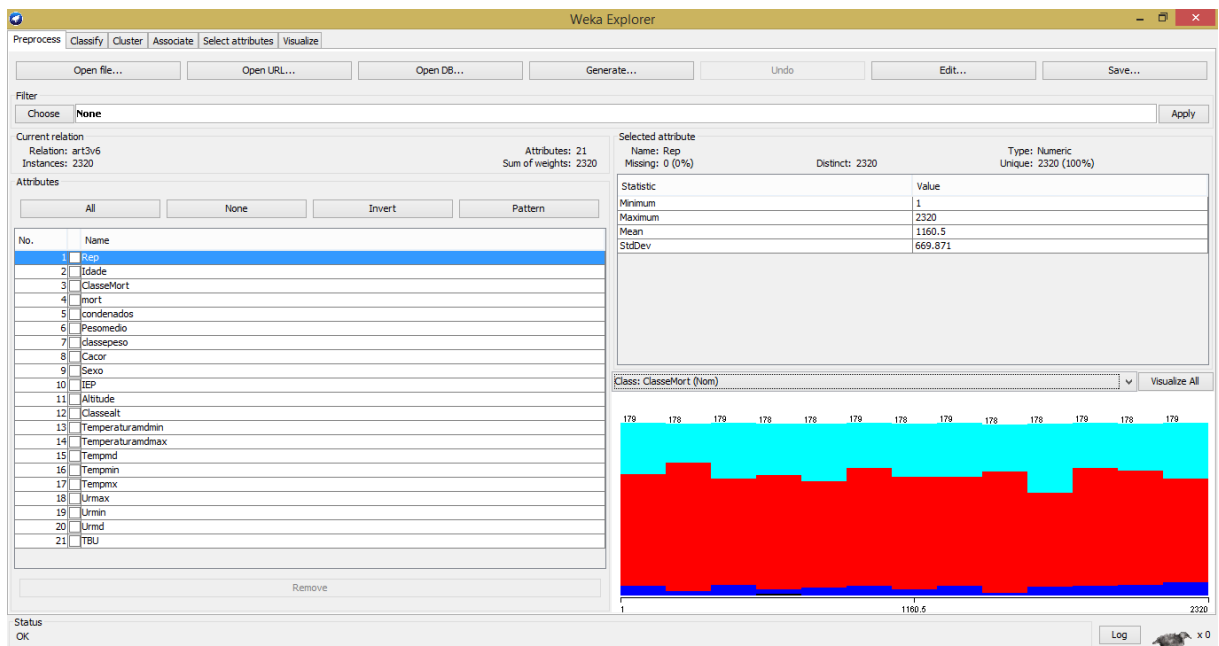 Weka Explorer
Preprocess Classify Cluster Associate Select attributes Visualize
Open file... Open URL... Open DB... Generate... Undo Edit... Save...
Filter
Choose None Apply
Current relation
Relation: art3v6 Attributes: 21
Instances: 2320 Sum of weights: 2320
Attributes
All None Invert Pattern
No. Name
1 Rep
2 Idade
3 ClasseMort
4 mort
5 condenados
6 Pesomedio
7 classepeso
8 Cacor
9 Sexo
10 IEP
11 Altitude
12 Classealt
13 Temperaturamdmin
14 Temperaturamdmax
15 Tempmd
16 Tempmin
17 Tempmx
18 Urmax
19 Urmin
20 Urmd
21 TBU
Remove
Selected attribute
Name: Rep Type: Numeric
Missing: 0 (0%) Distinct: 2320 Unique: 2320 (100%)
Statistic Value
Minimum 1
Maximum 2320
Mean 1160.5
StdDev 669.871
Class: ClasseMort (Nom) Visualize All
179 178 179 178 178 179 178 179 178 178 179 178 179
1 1160.5 2320
Status
OK Log x 0